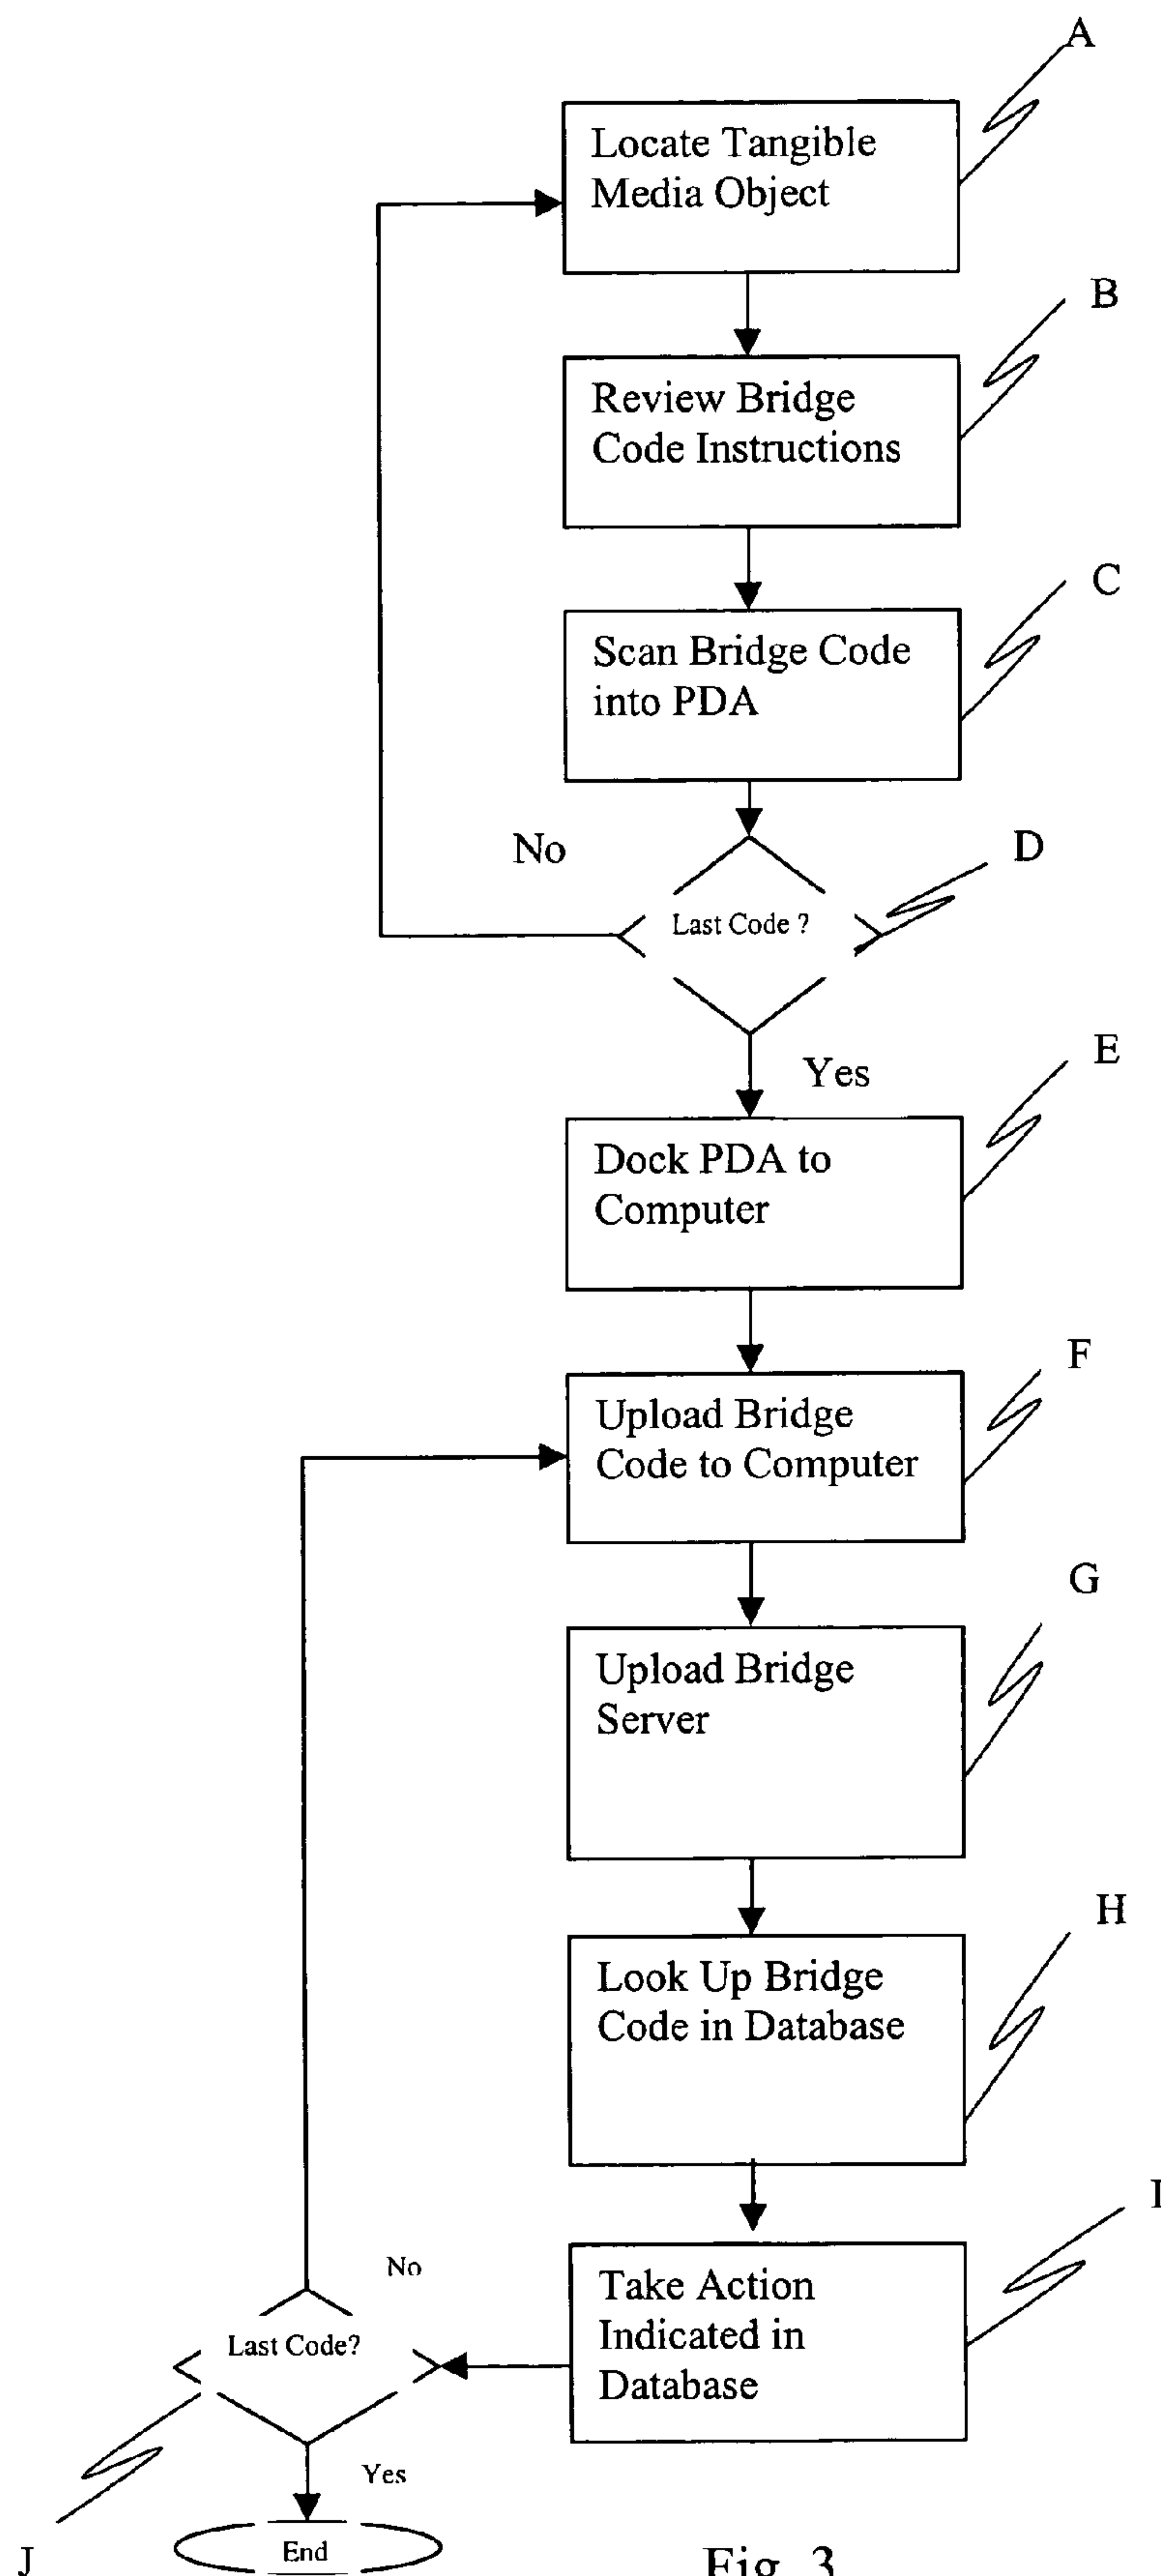 A
Locate Tangible
Media Object
B
Review Bridge
Code Instructions
C
Scan Bridge Code
into PDA
No
D
Last Code ?
Yes
E
Dock PDA to
Computer
F
Upload Bridge
Code to Computer
G
Upload Bridge
Server
H
Look Up Bridge
Code in Database
I
Take Action
Indicated in
Database
No
Last Code?
Yes
J
End
Fig. 3